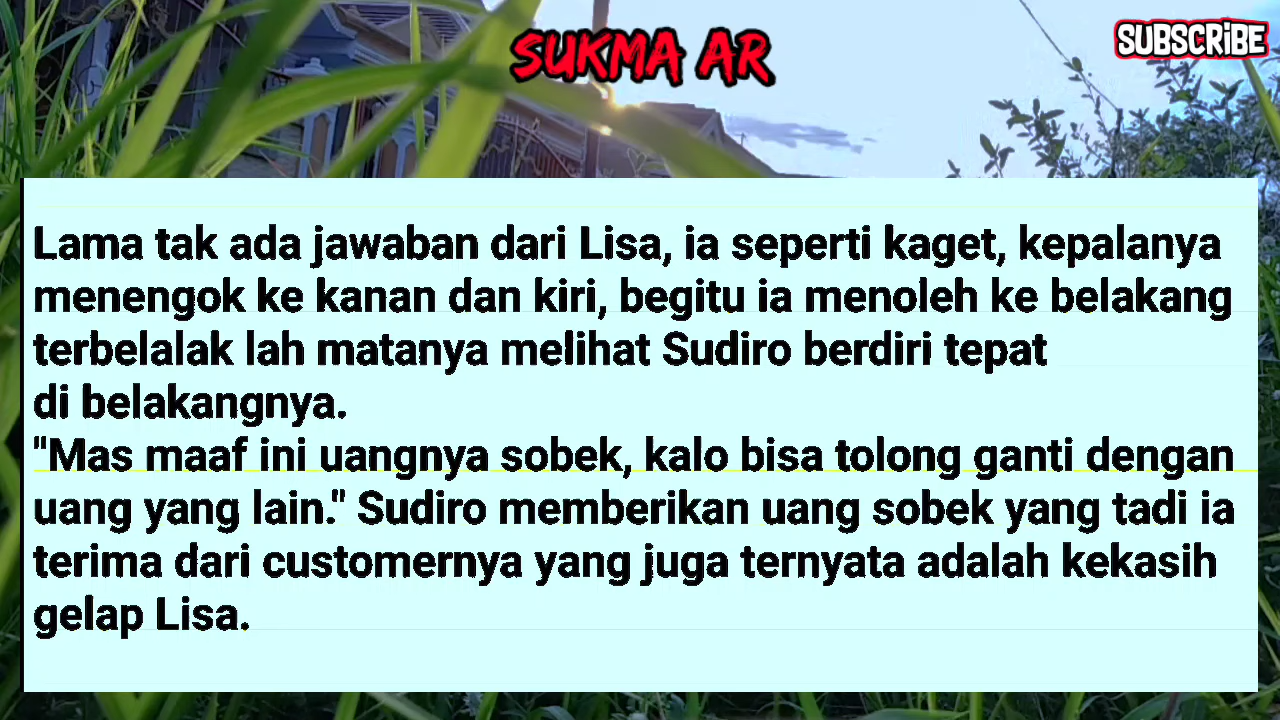 SUKMA AR
SUBSCRiBE
Lama tak ada jawaban dari Lisa, ia seperti kaget, kepalanya
menengok ke kanan dan kiri, begitu ia menoleh ke belakang
terbelalak lah matanya melihat Sudiro berdiri tepat
di belakangnya.
"Mas maaf ini uangnya sobek, kalo bisa tolong ganti dengan
uang yang lain." Sudiro memberikan uang sobek yang tadi ia
terima dari customernya yang juga ternyata adalah kekasih
gelap Lisa.